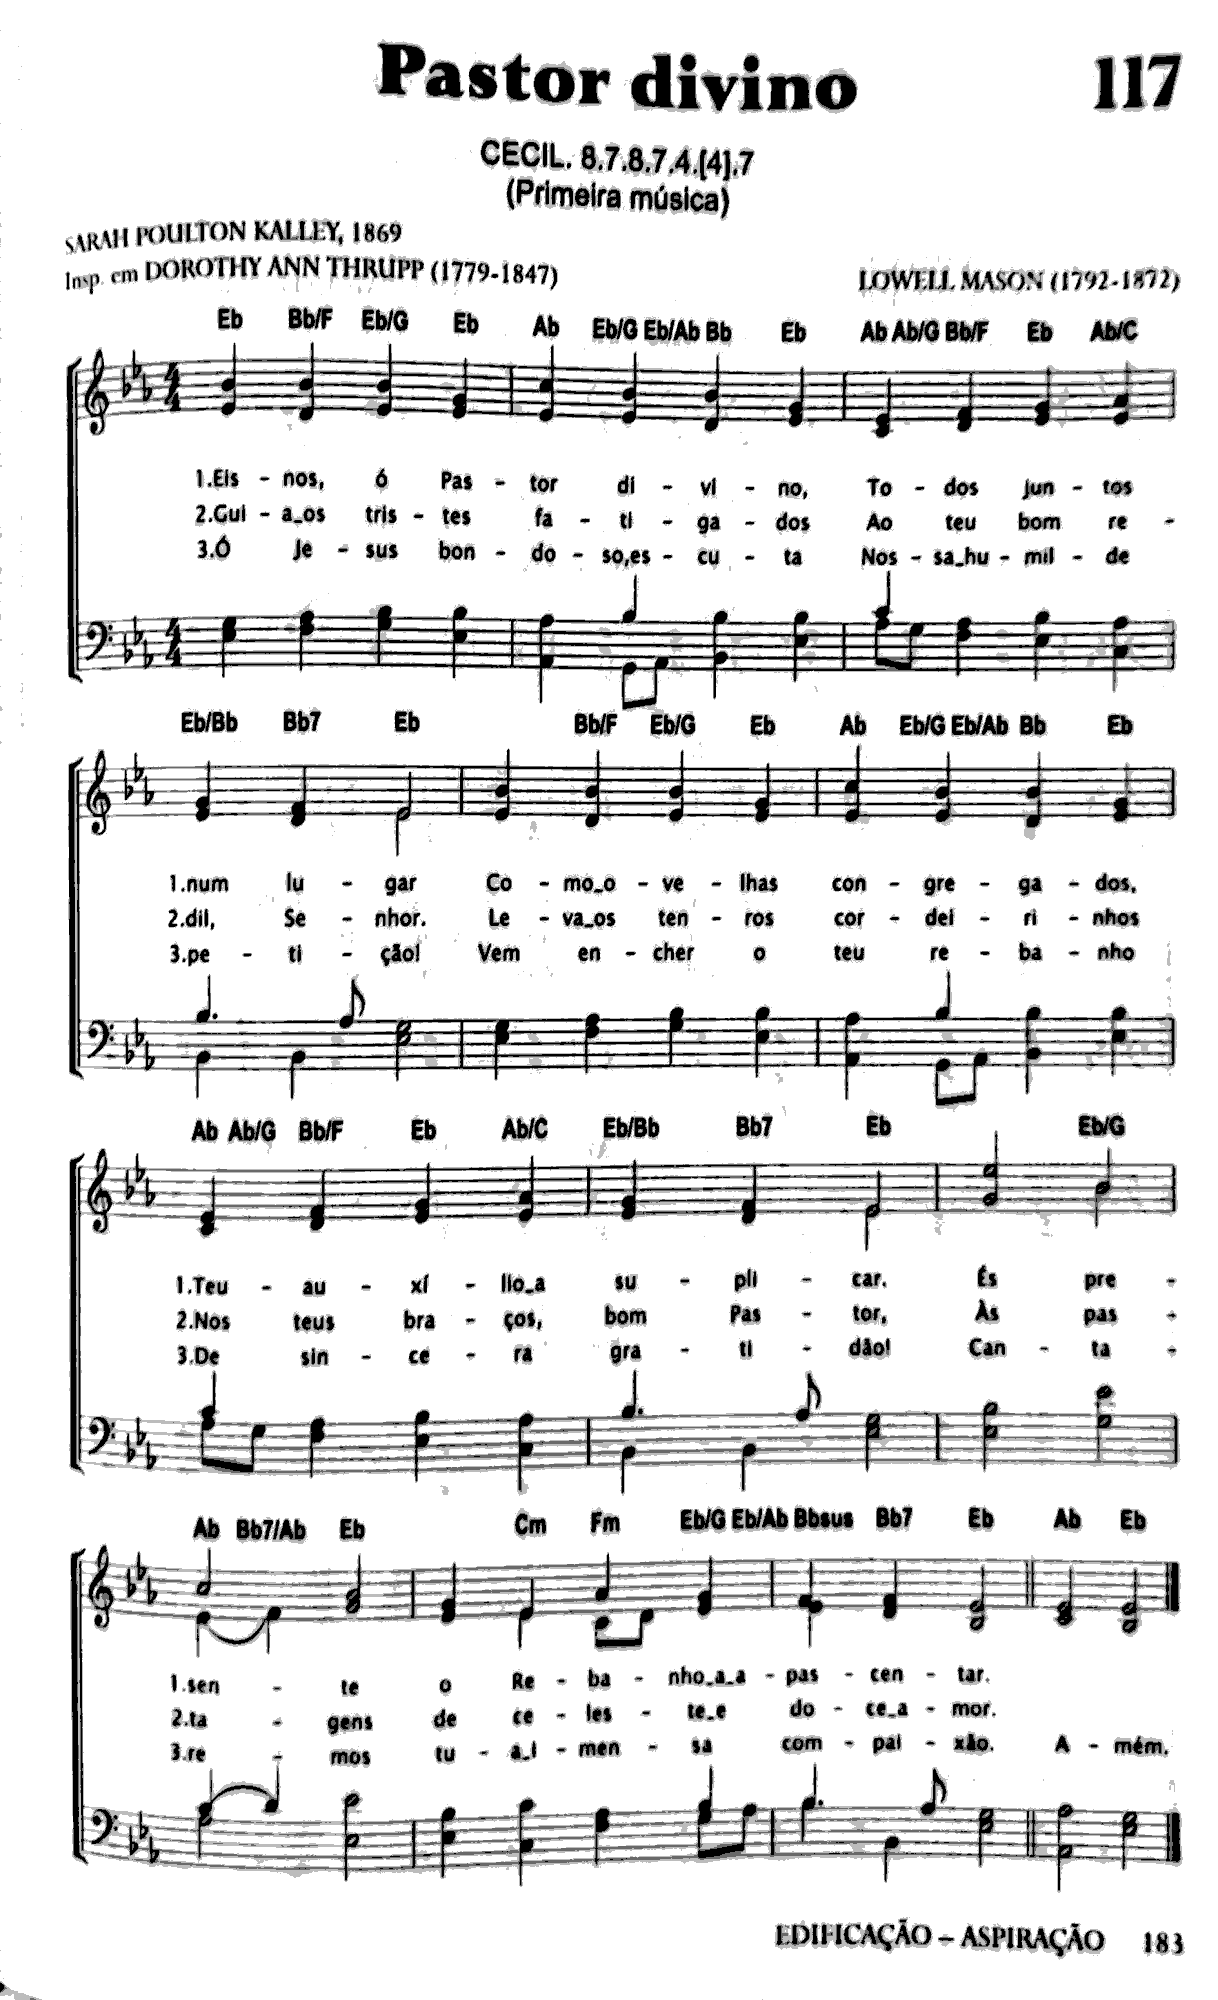 Pastor divino 117
CECIL. 8.7.8.7.4.[4].7
(Primeira música)
SARAH POULTON KALLEY, 1869
Insp. em DOROTHY ANN THRUPP (1779-1847) LOWELL MASON (1792-1872)
Eb Bb/F Eb/G Eb Ab Eb/G Eb/Ab Bb Eb Ab Ab/G Bb/F Eb Ab/C
1.Eis - nos, ó Pas - tor di - vi - no, To - dos jun - tos
2.Gui - a_os tris - tes fa - ti - ga - dos Ao teu bom re -
3.Ó Je - sus bon - do - so,es - cu - ta Nos - sa_hu - mil - de
Eb/Bb Bb7 Eb Bb/F Eb/G Eb Ab Eb/G Eb/Ab Bb Eb
1.num lu - gar Co - mo_o - ve - lhas con - gre - ga - dos,
2.dil, Se - nhor. Le - va_os ten - ros cor - dei - ri - nhos
3.pe - ti - ção! Vem en - cher o teu re - ba - nho
Ab Ab/G Bb/F Eb Ab/C Eb/Bb Bb7 Eb Eb/G
1.Teu - au - xí - lio_a su - pli - car. És pre -
2.Nos teus bra - ços, bom Pas - tor, Às pas -
3.De sin - ce - ra gra - ti - dão! Can - ta -
Ab Bb7/Ab Eb Cm Fm Eb/G Eb/Ab Bbsus Bb7 Eb Ab Eb
1.sen - te o Re - ba - nho_a_a - pas - cen - tar.
2.ta - gens de ce - les - te_e do - ce_a - mor.
3.re - mos tu - a_i - men - sa com - pai - xão. A - mém.
EDIFICAÇÃO – ASPIRAÇÃO 183